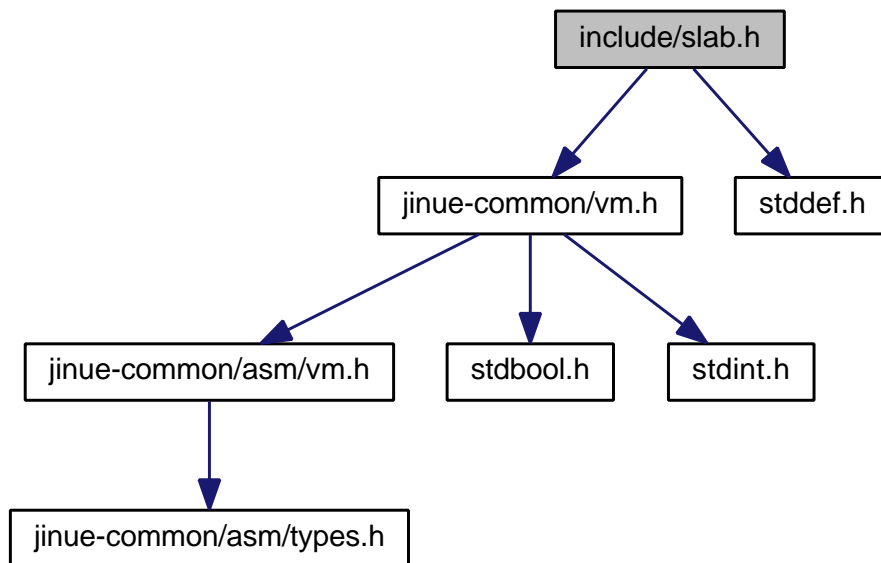 include/slab.h
jinue-common/vm.h
stddef.h
jinue-common/asm/vm.h
stdbool.h
stdint.h
jinue-common/asm/types.h